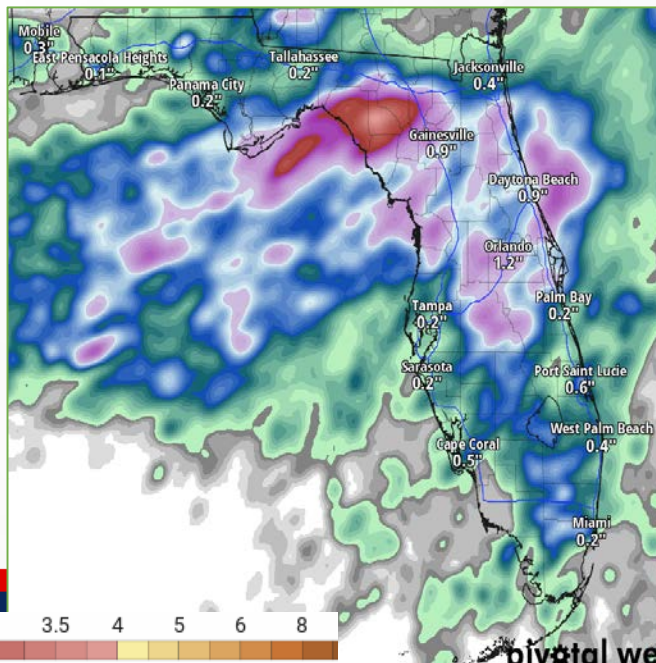 Mobile
0.3"
East Pensacola Heights
0.1"
Panama City
0.2"
Tallahassee
0.2"
Jacksonville
0.4"
Gainesville
0.9"
Daytona Beach
0.9"
Orlando
1.2"
Palm Bay
0.2"
Tampa
0.2"
Sarasota
0.2"
Port Saint Lucie
0.6"
West Palm Beach
0.4"
Cape Coral
0.5"
Miami
0.2"
3.5 4 5 6 8
pivotal we